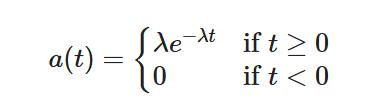 a(t) = { λe^{-λt} if t ≥ 0
0 if t < 0